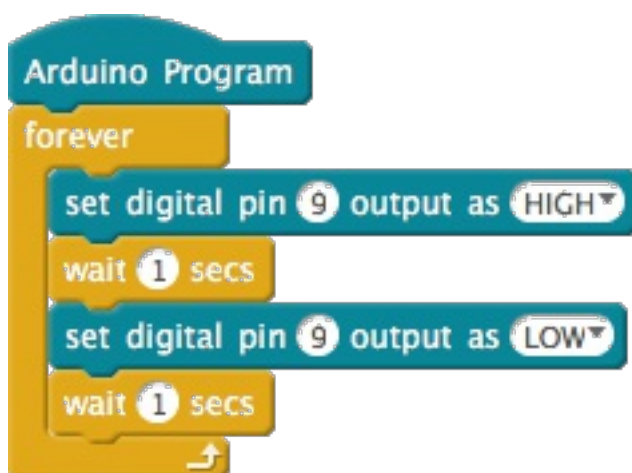 Arduino Program
forever
set digital pin 9 output as HIGH
wait 1 secs
set digital pin 9 output as LOW
wait 1 secs